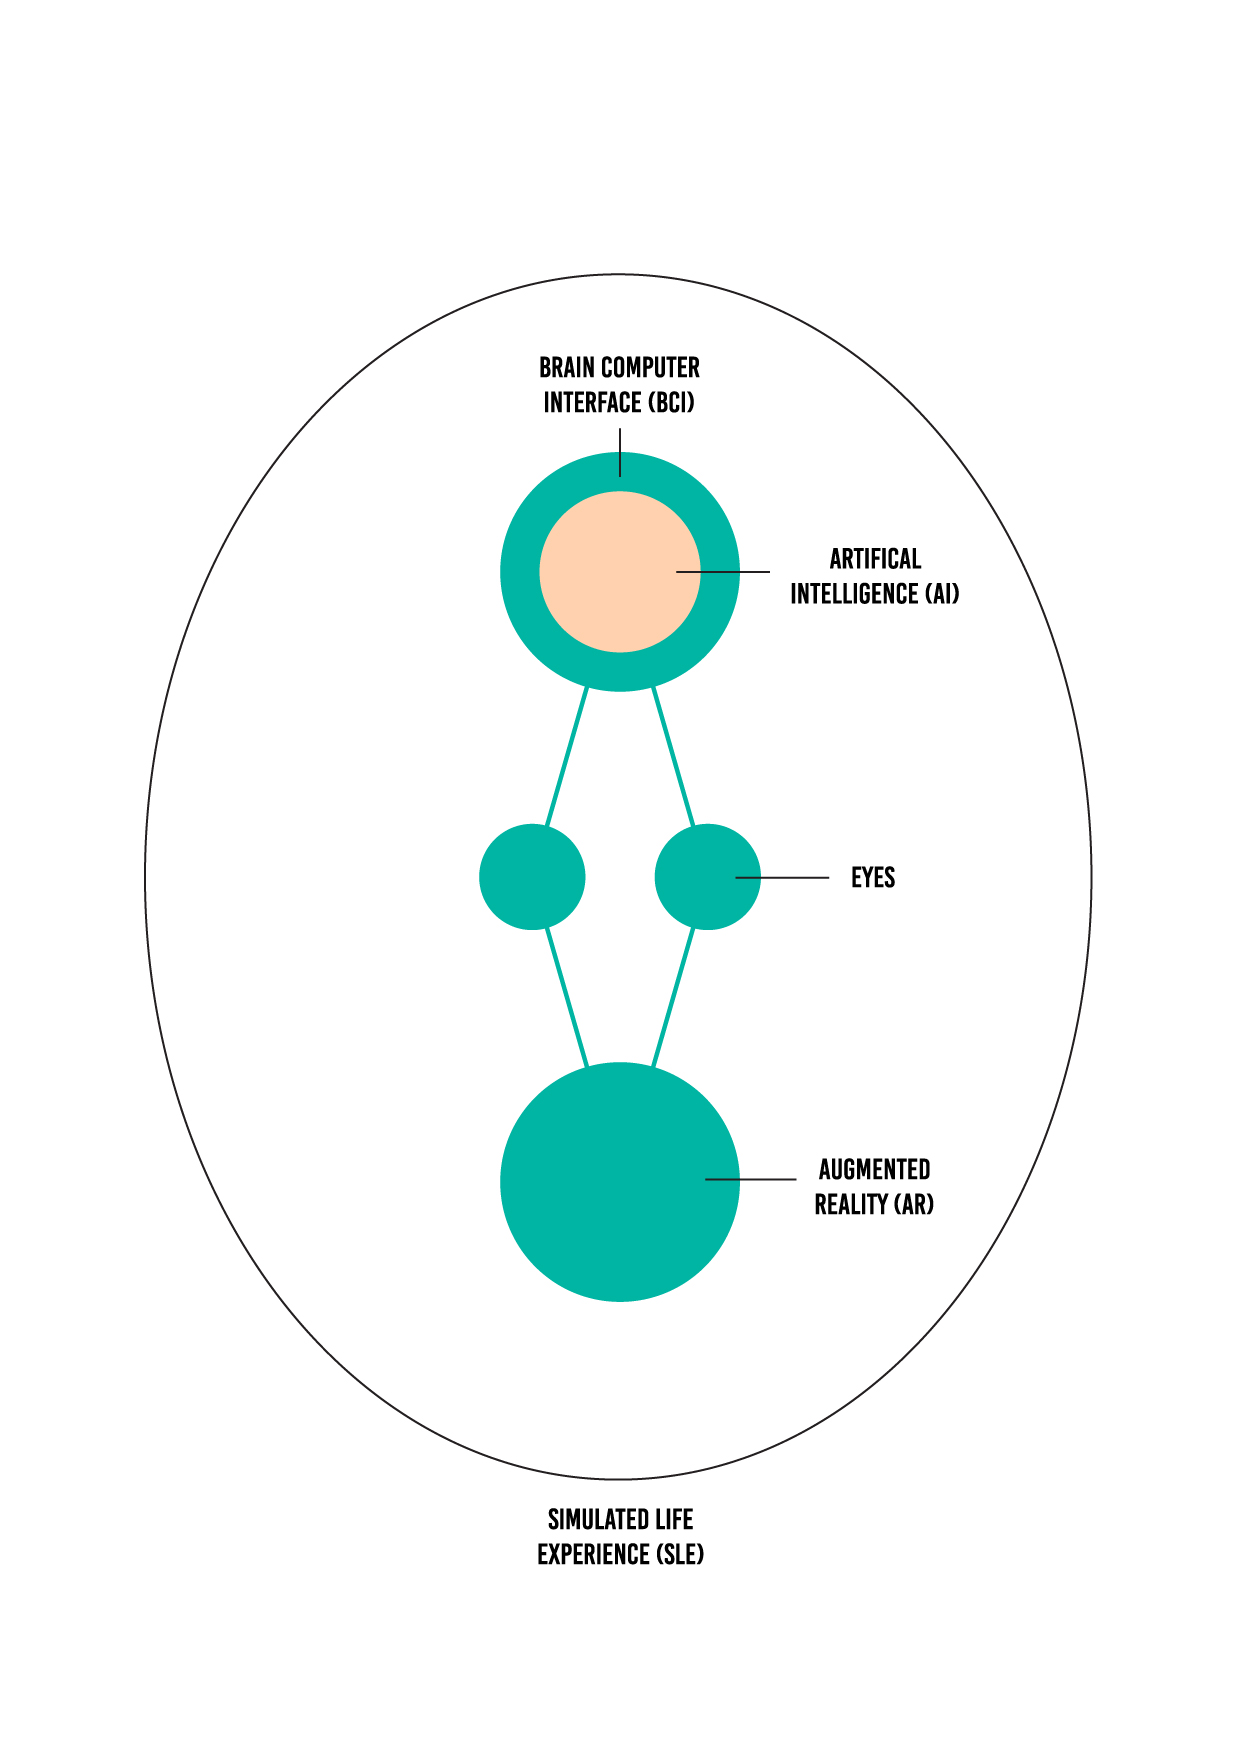 BRAIN COMPUTER
INTERFACE (BCI)
ARTIFICAL
INTELLIGENCE (AI)
EYES
AUGMENTED
REALITY (AR)
SIMULATED LIFE
EXPERIENCE (SLE)